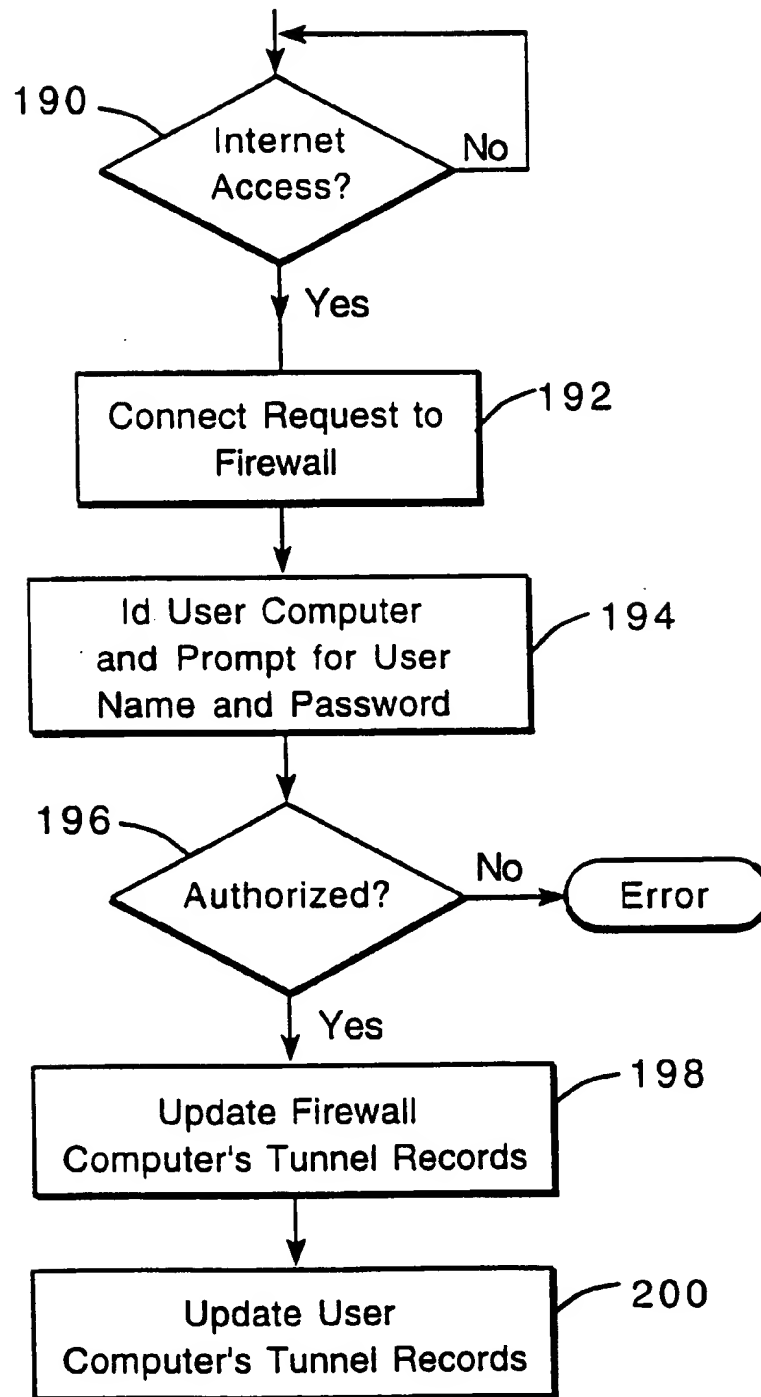 190
Internet
Access?
No
Yes
Connect Request to
Firewall
192
Id User Computer
and Prompt for User
Name and Password
194
196
Authorized?
No
Error
Yes
Update Firewall
Computer's Tunnel Records
198
Update User
Computer's Tunnel Records
200